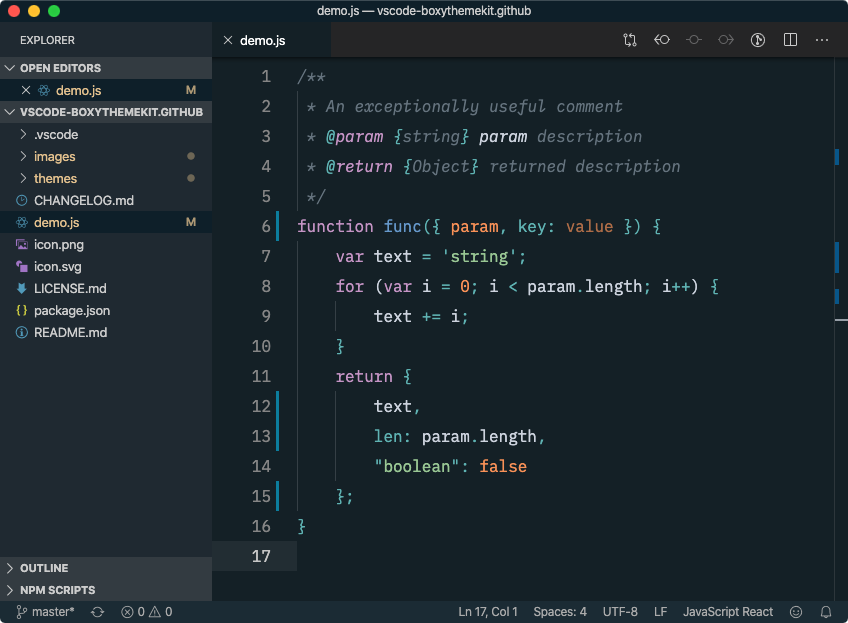 demo.js — vscode-boxythemekit.github
EXPLORER
OPEN EDITORS
demo.js M
VSCODE-BOXYTHEMEKIT.GITHUB
.vscode
images
themes
CHANGELOG.md
demo.js M
icon.png
icon.svg
LICENSE.md
{} package.json
README.md
OUTLINE
NPM SCRIPTS
demo.js
1 /**
2  * An exceptionally useful comment
3  * @param {string} param description
4  * @return {Object} returned description
5  */
6 function func({ param, key: value }) {
7     var text = 'string';
8     for (var i = 0; i < param.length; i++) {
9         text += i;
10     }
11     return {
12         text,
13         len: param.length,
14         "boolean": false
15     };
16 }
17
master* 0 0 Ln 17, Col 1 Spaces: 4 UTF-8 LF JavaScript React